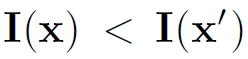 I(x) < I(x′)